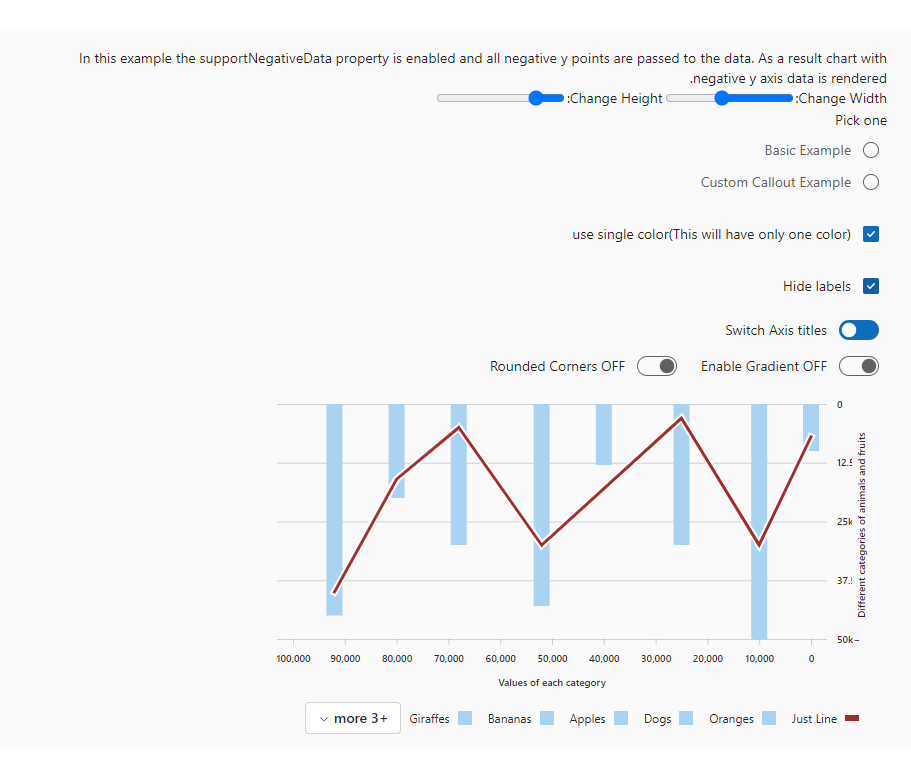 In this example the supportNegativeData property is enabled and all negative y points are passed to the data. As a result chart with
.negative y axis data is rendered
:Change Height :Change Width
Pick one
Basic Example
Custom Callout Example
use single color(This will have only one color)
Hide labels
Switch Axis titles
Rounded Corners OFF Enable Gradient OFF
0
12.5
25k
37.5
50k–
Different categories of animals and fruits
100,000 90,000 80,000 70,000 60,000 50,000 40,000 30,000 20,000 10,000 0
Values of each category
more 3+ Giraffes Bananas Apples Dogs Oranges Just Line